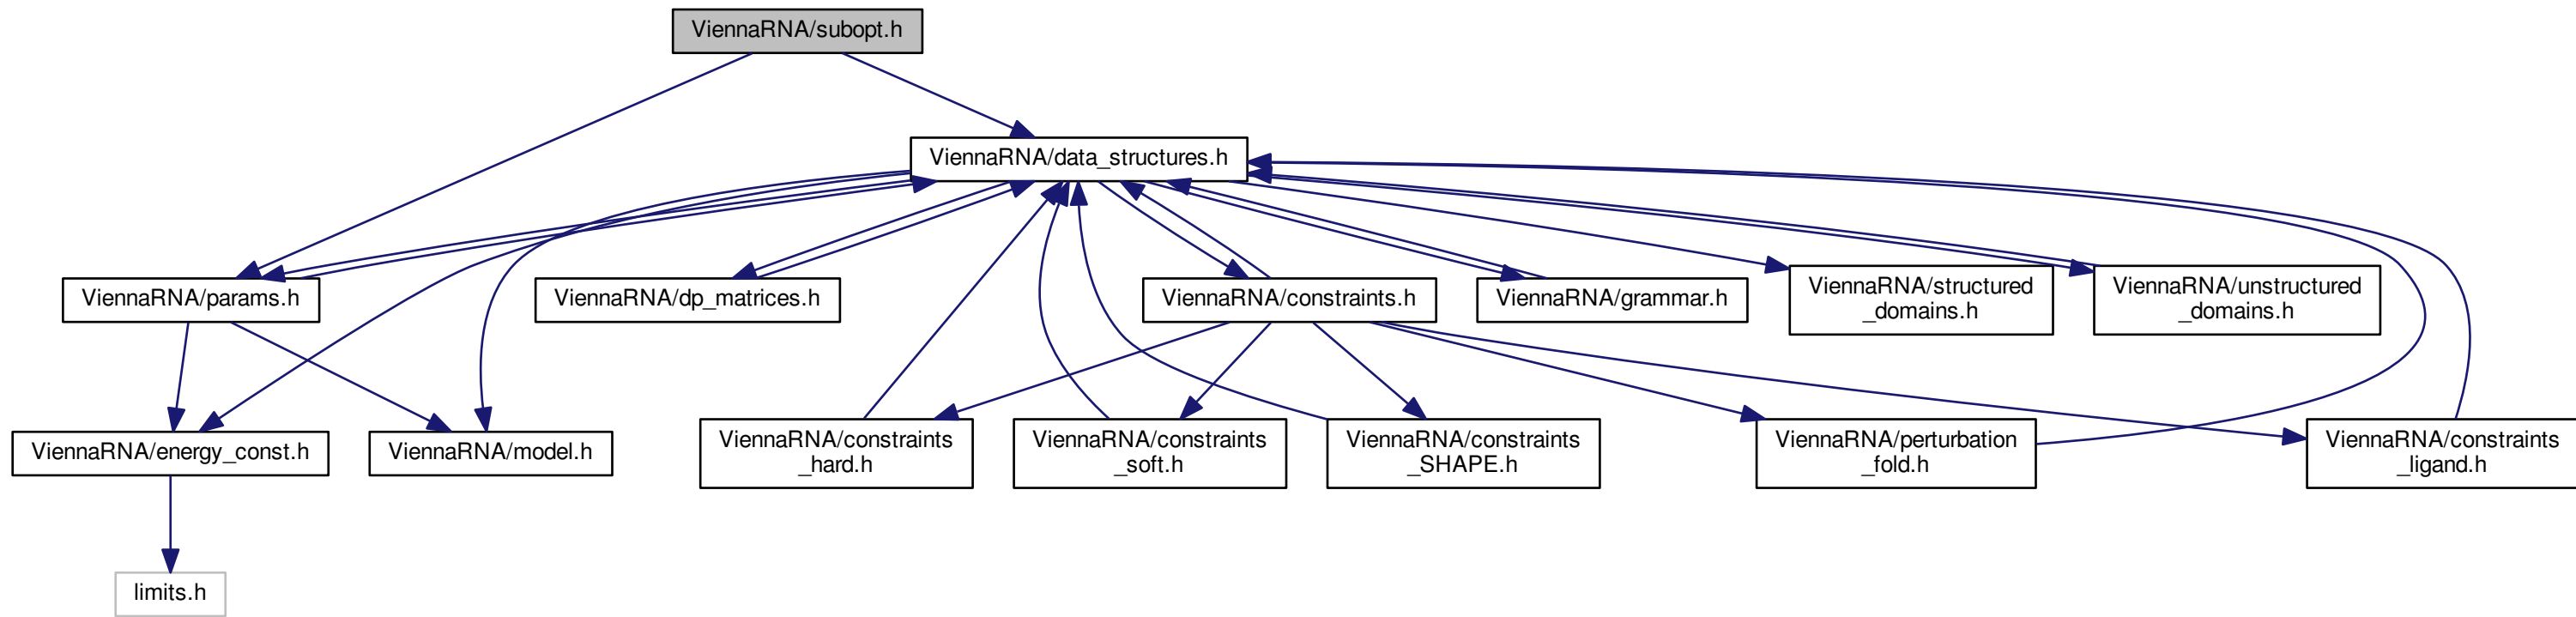 ViennaRNA/subopt.h
ViennaRNA/data_structures.h
ViennaRNA/params.h
ViennaRNA/dp_matrices.h
ViennaRNA/constraints.h
ViennaRNA/grammar.h
ViennaRNA/structured
_domains.h
ViennaRNA/unstructured
_domains.h
ViennaRNA/energy_const.h
ViennaRNA/model.h
ViennaRNA/constraints
_hard.h
ViennaRNA/constraints
_soft.h
ViennaRNA/constraints
_SHAPE.h
ViennaRNA/perturbation
_fold.h
ViennaRNA/constraints
_ligand.h
limits.h